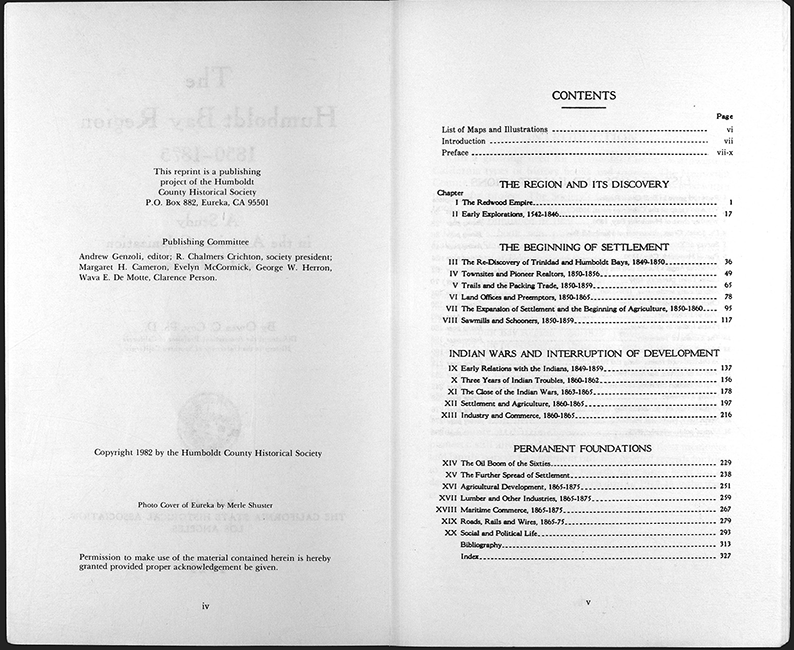 This reprint is a publishing
project of the Humboldt
County Historical Society
P.O. Box 882, Eureka, CA 95501
Publishing Committee
Andrew Genzoli, editor; R. Chalmers Crichton, society president;
Margaret H. Cameron, Evelyn McCormick, George W. Herron,
Wava E. De Motte, Clarence Person.
Copyright 1982 by the Humboldt County Historical Society
Photo Cover of Eureka by Merle Shuster
Permission to make use of the material contained herein is hereby
granted provided proper acknowledgement be given.
iv
CONTENTS
Page
List of Maps and Illustrations vi
Introduction vii
Preface vii-x
THE REGION AND ITS DISCOVERY
Chapter
I The Redwood Empire 1
II Early Explorations, 1542-1846 17
THE BEGINNING OF SETTLEMENT
III The Re-Discovery of Trinidad and Humboldt Bays, 1849-1850 36
IV Townsites and Pioneer Realtors, 1850-1856 49
V Trails and the Packing Trade, 1850-1859 65
VI Land Offices and Preemptors, 1850-1865 78
VII The Expansion of Settlement and the Beginning of Agriculture, 1850-1860 95
VIII Sawmills and Schooners, 1850-1859 117
INDIAN WARS AND INTERRUPTION OF DEVELOPMENT
IX Early Relations with the Indians, 1849-1859 137
X Three Years of Indian Troubles, 1860-1862 156
XI The Close of the Indian Wars, 1863-1865 178
XII Settlement and Agriculture, 1860-1865 197
XIII Industry and Commerce, 1860-1865 216
PERMANENT FOUNDATIONS
XIV The Oil Boom of the Sixties 229
XV The Further Spread of Settlement 238
XVI Agricultural Development, 1865-1875 251
XVII Lumber and Other Industries, 1865-1875 259
XVIII Maritime Commerce, 1865-1875 267
XIX Roads, Rails and Wires, 1865-75 279
XX Social and Political Life 293
Bibliography 313
Index 327
v